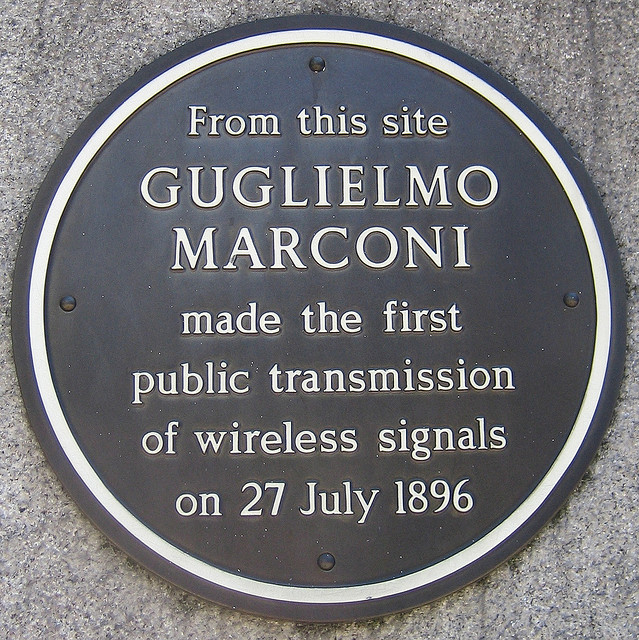 From this site
GUGLIELMO
MARCONI
made the first
public transmission
of wireless signals
on 27 July 1896